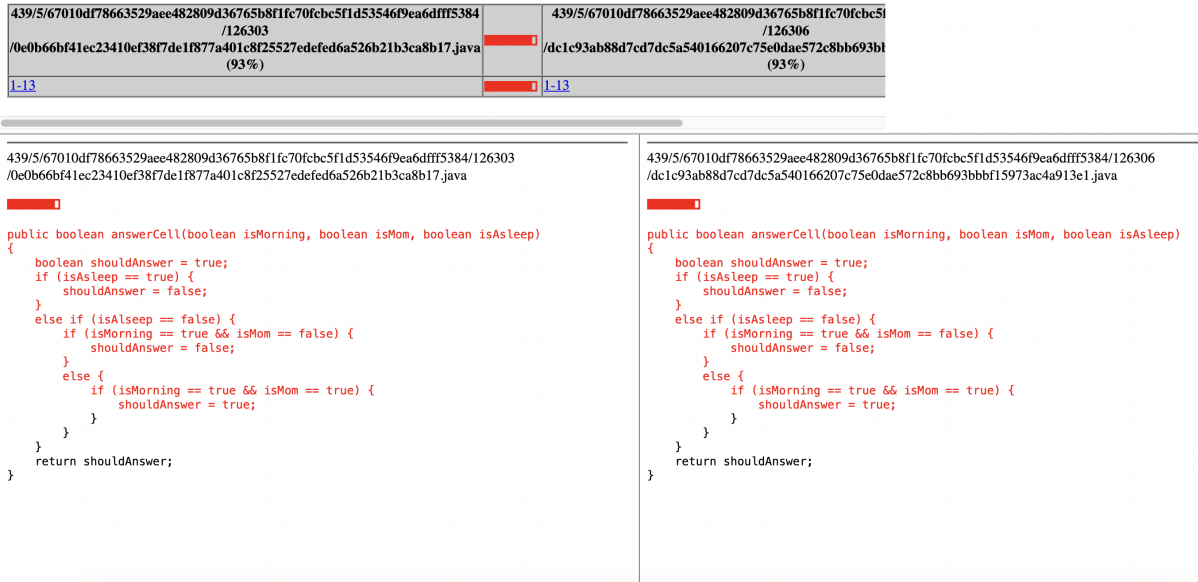 439/5/67010df78663529aee482809d36765b8f1fc70fcbc5f1d53546f9ea6dfff5384
/126303
/0e0b66bf41ec23410ef38f7de1f877a401c8f25527edefed6a526b21b3ca8b17.java
(93%)
439/5/67010df78663529aee482809d36765b8f1fc70fcbc5f1
/126306
/dc1c93ab88d7cd7dc5a540166207c75e0dae572c8bb693bb
(93%)
1-13
1-13
439/5/67010df78663529aee482809d36765b8f1fc70fcbc5f1d53546f9ea6dfff5384/126303
/0e0b66bf41ec23410ef38f7de1f877a401c8f25527edefed6a526b21b3ca8b17.java
public boolean answerCell(boolean isMorning, boolean isMom, boolean isAsleep)
{
    boolean shouldAnswer = true;
    if (isAsleep == true) {
        shouldAnswer = false;
    }
    else if (isAlseep == false) {
        if (isMorning == true && isMom == false) {
            shouldAnswer = false;
        }
        else {
            if (isMorning == true && isMom == true) {
                shouldAnswer = true;
            }
        }
    }
    return shouldAnswer;
}
439/5/67010df78663529aee482809d36765b8f1fc70fcbc5f1d53546f9ea6dfff5384/126306
/dc1c93ab88d7cd7dc5a540166207c75e0dae572c8bb693bbbf15973ac4a913e1.java
public boolean answerCell(boolean isMorning, boolean isMom, boolean isAsleep)
{
    boolean shouldAnswer = true;
    if (isAsleep == true) {
        shouldAnswer = false;
    }
    else if (isAsleep == false) {
        if (isMorning == true && isMom == false) {
            shouldAnswer = false;
        }
        else {
            if (isMorning == true && isMom == true) {
                shouldAnswer = true;
            }
        }
    }
    return shouldAnswer;
}